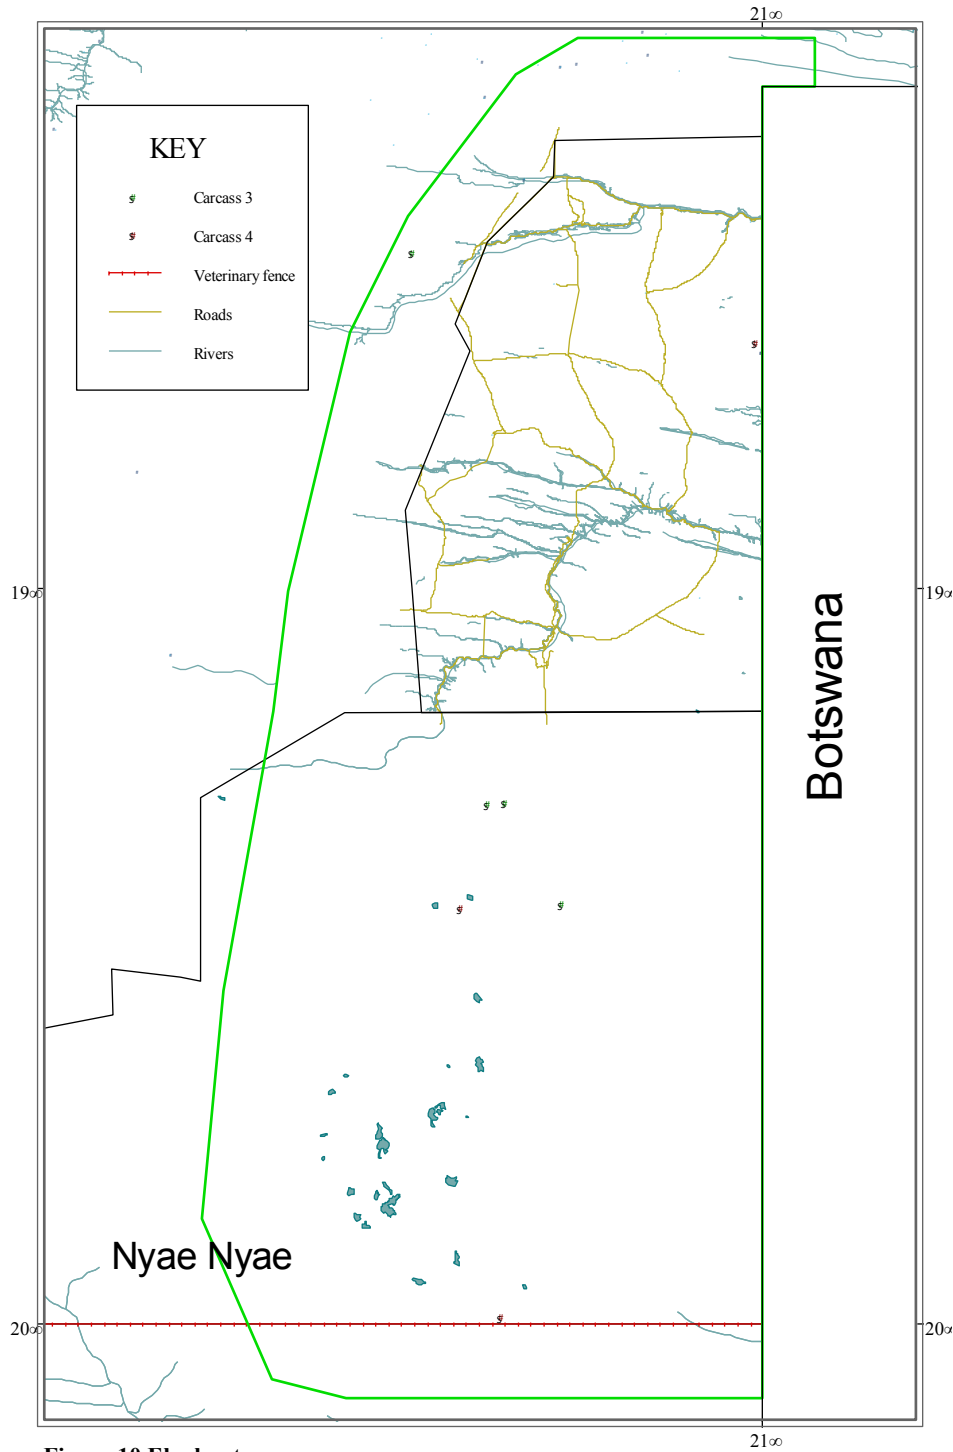 21∞
KEY
Carcass 3
Carcass 4
Veterinary fence
Roads
Rivers
19∞
19∞
Botswana
Nyae Nyae
20∞
20∞
21∞